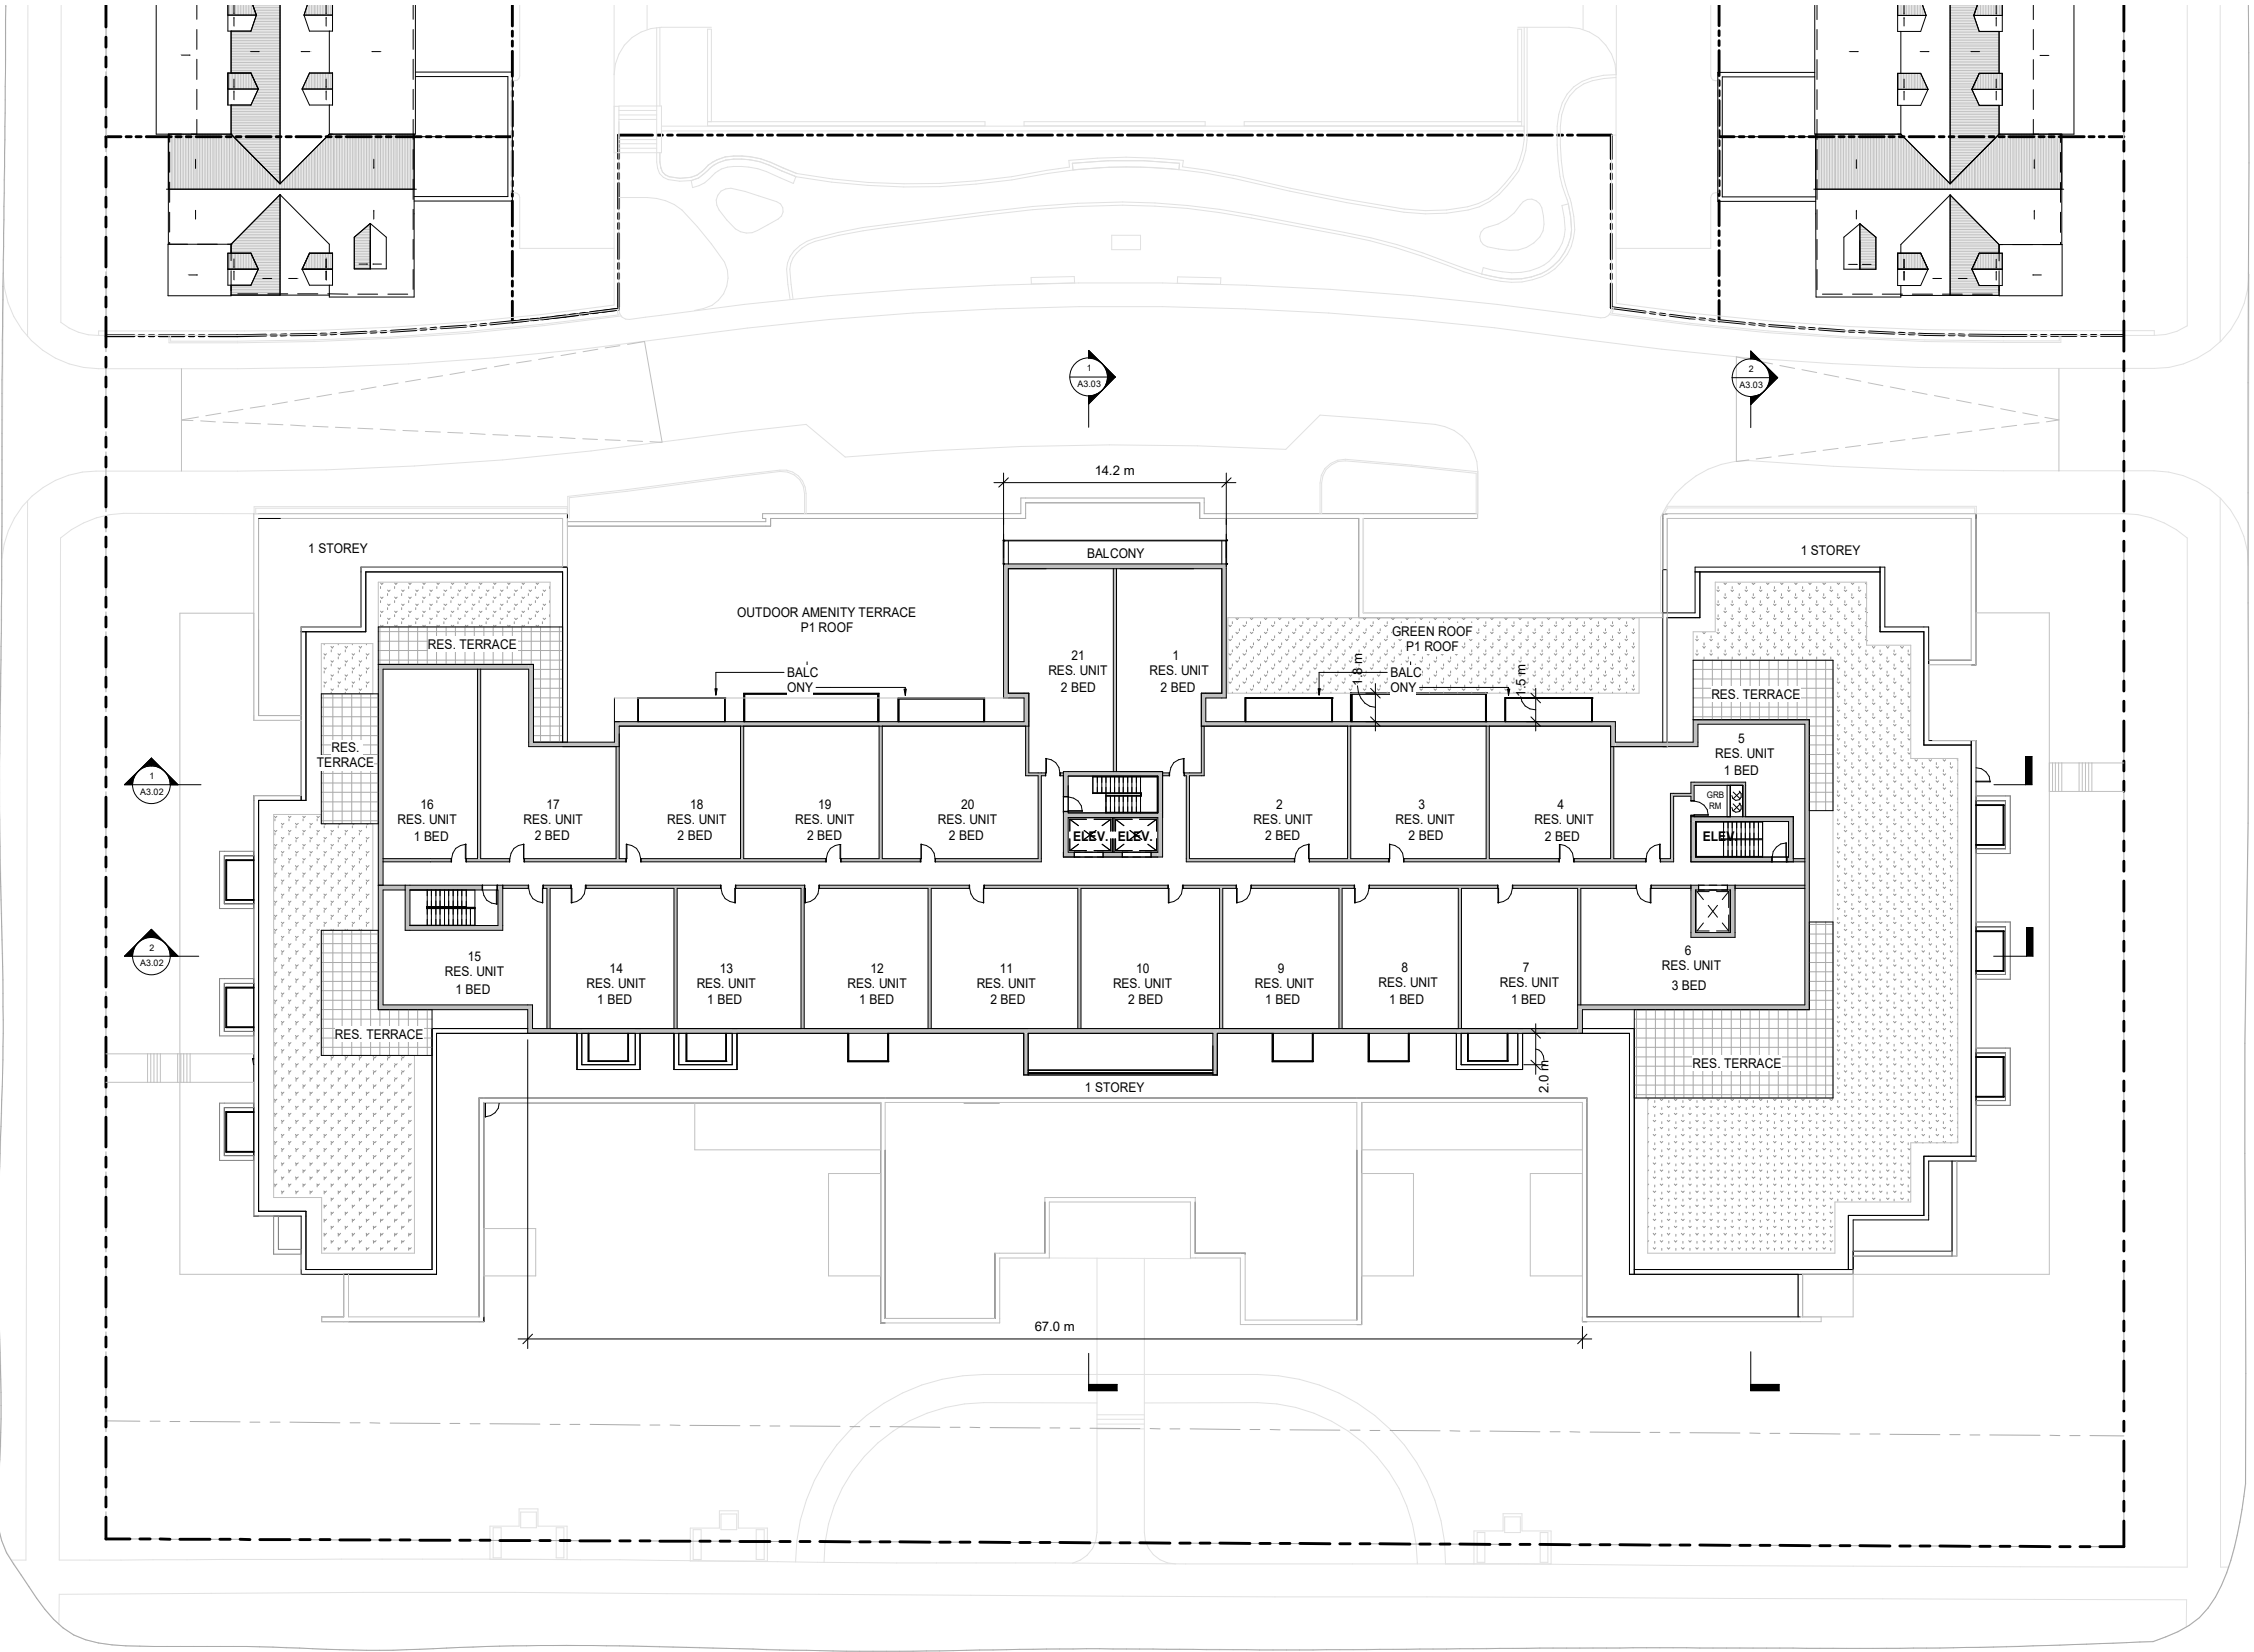 1
A3.03
2
A3.03
14.2 m
1 STOREY
BALCONY
1 STOREY
OUTDOOR AMENITY TERRACE
P1 ROOF
GREEN ROOF
P1 ROOF
RES. TERRACE
BALC
ONY
21
RES. UNIT
2 BED
1
RES. UNIT
2 BED
1.8 m
BALC
ONY
1.5 m
RES. TERRACE
RES.
TERRACE
5
RES. UNIT
1 BED
1
A3.02
16
RES. UNIT
1 BED
17
RES. UNIT
2 BED
18
RES. UNIT
2 BED
19
RES. UNIT
2 BED
20
RES. UNIT
2 BED
ELEV.
ELEV.
2
RES. UNIT
2 BED
3
RES. UNIT
2 BED
4
RES. UNIT
2 BED
GRB
RM
ELEV.
2
A3.02
15
RES. UNIT
1 BED
14
RES. UNIT
1 BED
13
RES. UNIT
1 BED
12
RES. UNIT
1 BED
11
RES. UNIT
2 BED
10
RES. UNIT
2 BED
9
RES. UNIT
1 BED
8
RES. UNIT
1 BED
7
RES. UNIT
1 BED
6
RES. UNIT
3 BED
RES. TERRACE
RES. TERRACE
2.0 m
1 STOREY
67.0 m